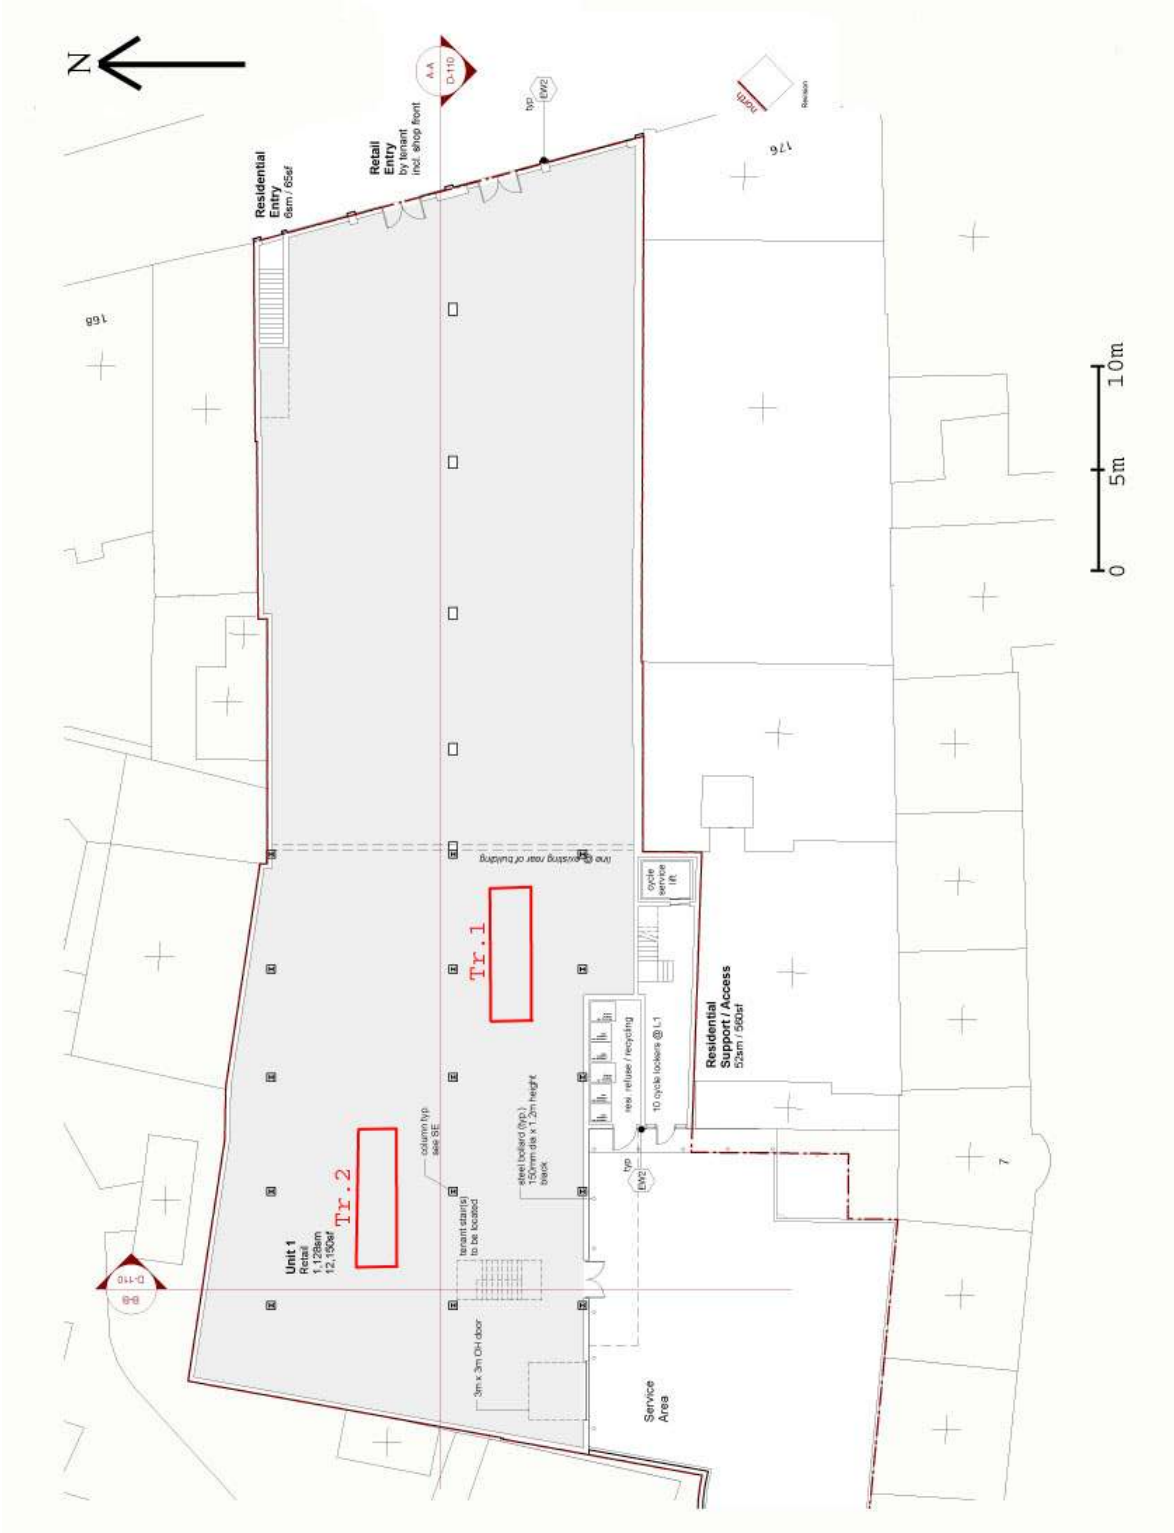 N
A-A
D-110
typ
EW2
north
Revision
Residential
Entry
6sm / 65sf
Retail
Entry
by tenant
incl. shop front
176
168
10m
5m
0
line @ existing rear of building
cycle
service
lift
Tr.1
Residential
Support / Access
52sm / 560sf
resi. refuse / recycling
10 cycle lockers @ L1
steel bollard (typ.)
150mm dia x 1.2m height
black
column typ.
see SE
Tr.2
tenant stair(s)
to be located
typ
EW2
7
Unit 1
Retail
1,128sm
12,150sf
B-B
D-110
3m x 3m OH door
Service
Area